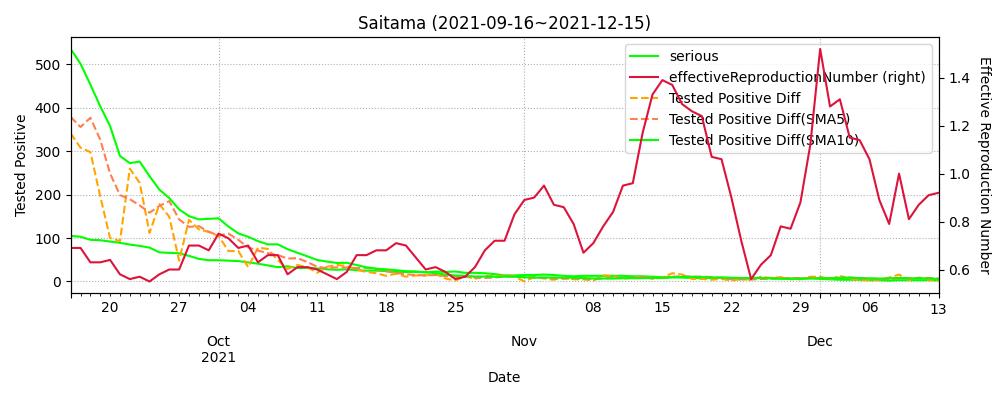 Saitama (2021-09-16~2021-12-15)
serious
effectiveReproductionNumber (right)
Tested Positive Diff
Tested Positive Diff(SMA5)
Tested Positive Diff(SMA10)
Tested Positive
500
400
300
200
100
0
1.4
1.2
1.0
0.8
0.6
Effective Reproduction Number
20 27 04 11 18 25 08 15 22 29 06 13
Oct Nov Dec
2021
Date